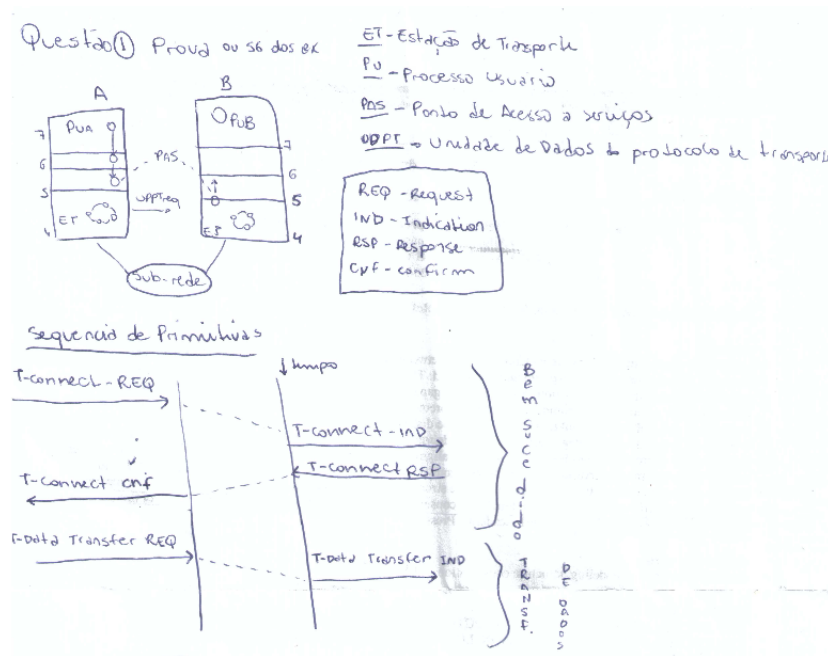 Questão ① Prova ou só dos ex
ET - Estação de Transporte
PU - Processo Usuário
PAS - Ponto de Acesso a serviços
UDPT - Unidade de Dados do protocolo de transporte
A
B
7
PUA
6
5
ET
4
PAS
UPPTreq
PUB
7
6
5
4
Sub-rede
REQ - Request
IND - Indication
RSP - Response
CNF - confirm
Sequencia de Primitivas
↓ tempo
T-connect-REQ
T-connect-IND
T-connect RSP
T-Connect cnf
T-Data Transfer REQ
T-Data Transfer IND
Bem sucedido
TRANSF.
DE DADOS